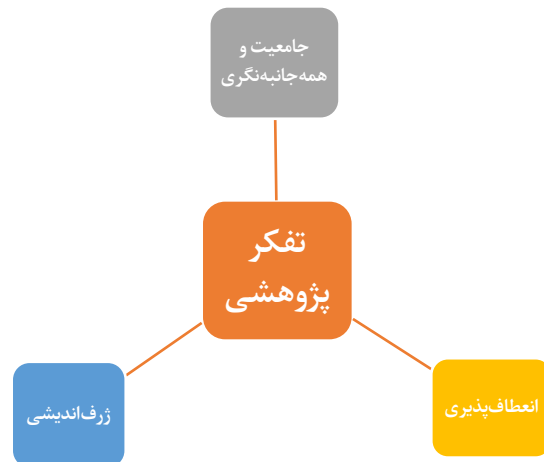 جامعیت و
همه‌جانبه‌نگری
تفکر
پژوهشی
انعطاف‌پذیری
ژرف‌اندیشی